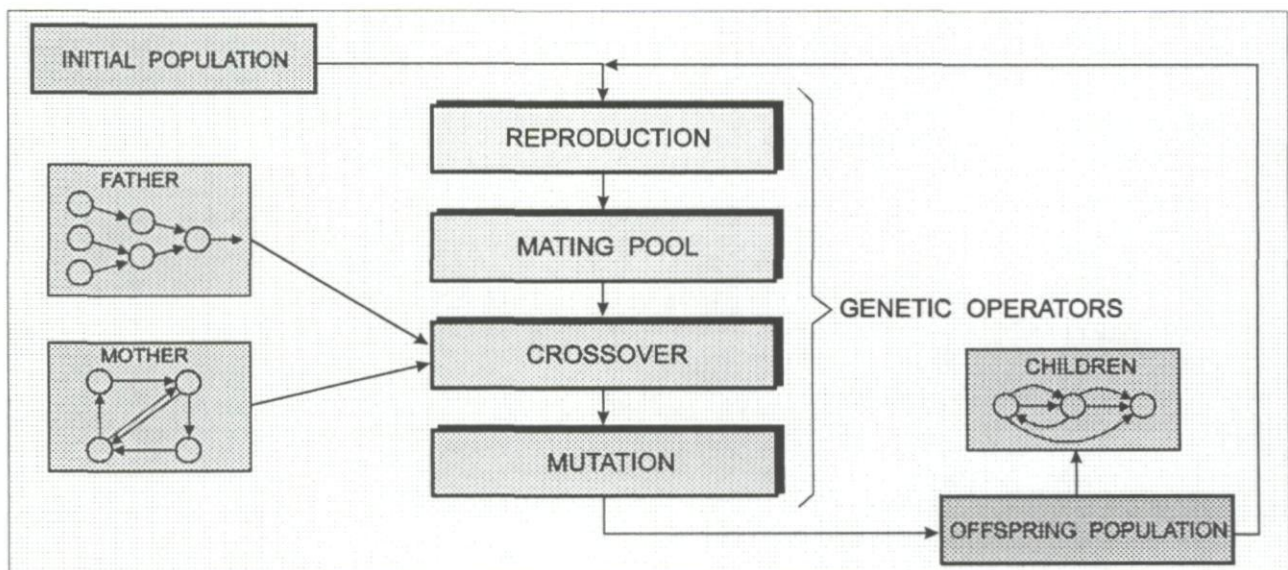 INITIAL POPULATION
REPRODUCTION
FATHER
MATING POOL
GENETIC OPERATORS
MOTHER
CROSSOVER
CHILDREN
MUTATION
OFFSPRING POPULATION